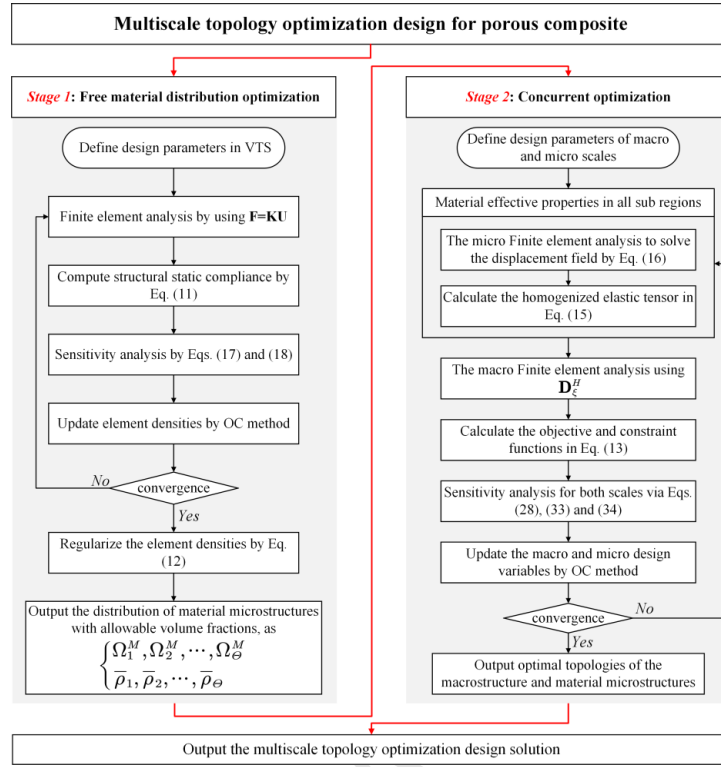 Multiscale topology optimization design for porous composite
Stage 1: Free material distribution optimization
Define design parameters in VTS
Finite element analysis by using F=KU
Compute structural static compliance by
Eq. (11)
Sensitivity analysis by Eqs. (17) and (18)
Update element densities by OC method
No
convergence
Yes
Regularize the element densities by Eq.
(12)
Output the distribution of material microstructures
with allowable volume fractions, as
Ω₁ᴹ, Ω₂ᴹ, ⋯, Ω_Θᴹ
ρ̅₁, ρ̅₂, ⋯, ρ̅_Θ
Stage 2: Concurrent optimization
Define design parameters of macro
and micro scales
Material effective properties in all sub regions
The micro Finite element analysis to solve
the displacement field by Eq. (16)
Calculate the homogenized elastic tensor in
Eq. (15)
The macro Finite element analysis using
D_ξ^H
Calculate the objective and constraint
functions in Eq. (13)
Sensitivity analysis for both scales via Eqs.
(28), (33) and (34)
Update the macro and micro design
variables by OC method
convergence
No
Yes
Output optimal topologies of the
macrostructure and material microstructures
Output the multiscale topology optimization design solution